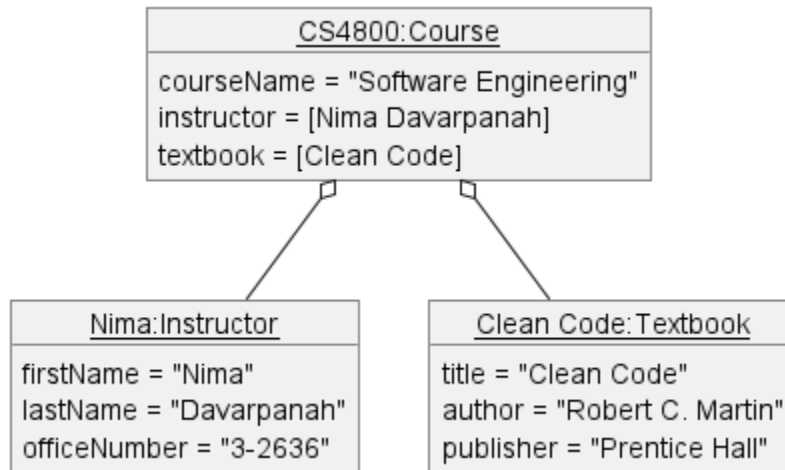 CS4800:Course
courseName = "Software Engineering"
instructor = [Nima Davarpanah]
textbook = [Clean Code]
Nima:Instructor
firstName = "Nima"
lastName = "Davarpanah"
officeNumber = "3-2636"
Clean Code:Textbook
title = "Clean Code"
author = "Robert C. Martin"
publisher = "Prentice Hall"